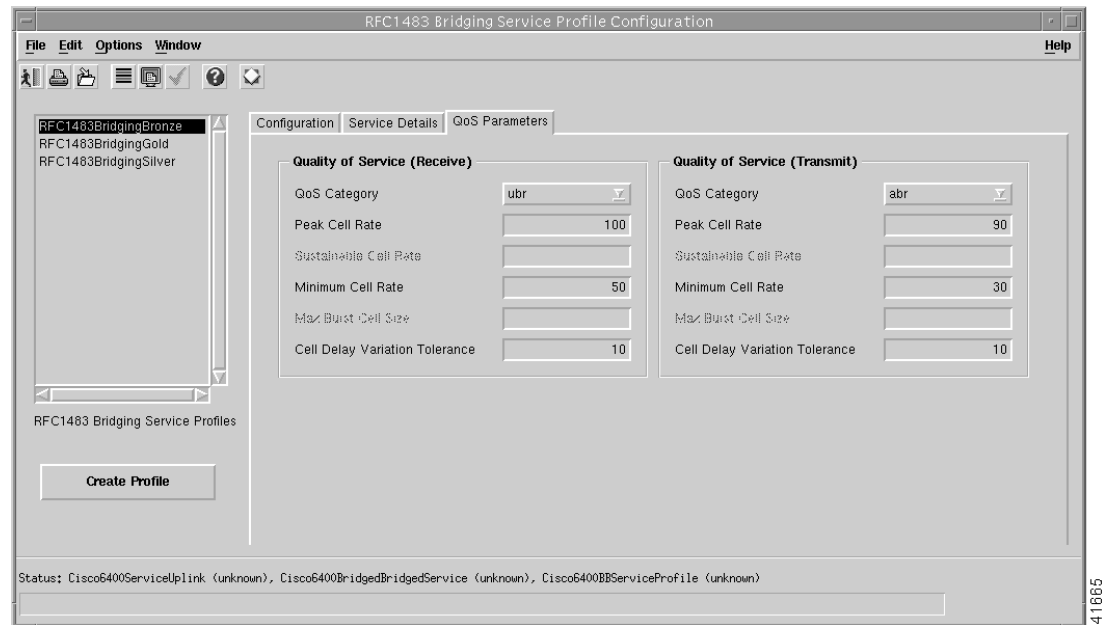 RFC1483 Bridging Service Profile Configuration
File Edit Options Window Help
RFC1483BridgingBronze
RFC1483BridgingGold
RFC1483BridgingSilver
RFC1483 Bridging Service Profiles
Create Profile
Configuration Service Details QoS Parameters
Quality of Service (Receive)
QoS Category ubr
Peak Cell Rate 100
Sustainable Cell Rate
Minimum Cell Rate 50
Max Burst Cell Size
Cell Delay Variation Tolerance 10
Quality of Service (Transmit)
QoS Category abr
Peak Cell Rate 90
Sustainable Cell Rate
Minimum Cell Rate 30
Max Burst Cell Size
Cell Delay Variation Tolerance 10
Status: Cisco6400ServiceUplink (unknown), Cisco6400BridgedBridgedService (unknown), Cisco6400BBServiceProfile (unknown)
41665